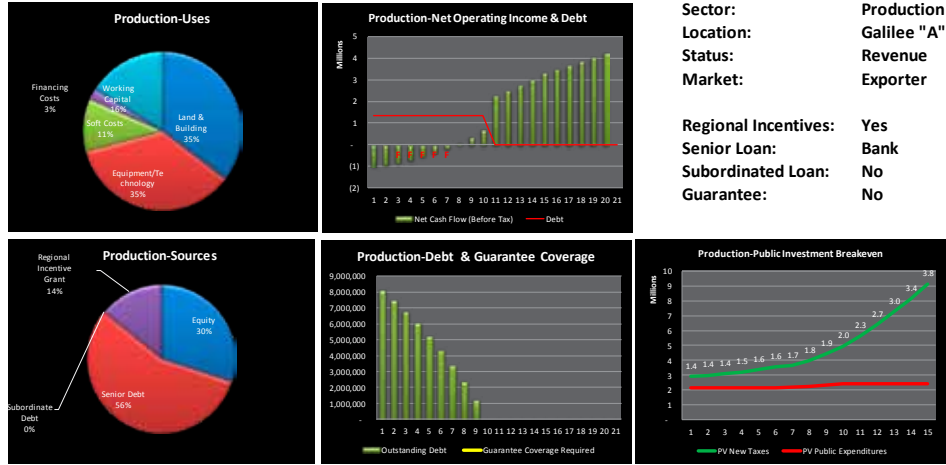 Production-Uses
Financing
Costs
3%
Working
Capital
16%
Soft Costs
11%
Land &
Building
35%
Equipment/Te
chnology
35%
Production-Net Operating Income & Debt
Millions
5
4
3
2
1
-
(1)
(2)
1 2 3 4 5 6 7 8 9 10 11 12 13 14 15 16 17 18 19 20 21
Net Cash Flow (Before Tax)
Debt
Sector: Production
Location: Galilee "A"
Status: Revenue
Market: Exporter
Regional Incentives: Yes
Senior Loan: Bank
Subordinated Loan: No
Guarantee: No
Production-Sources
Regional
Incentive
Grant
14%
Equity
30%
Senior Debt
56%
Subordinate
Debt
0%
Production-Debt & Guarantee Coverage
9,000,000
8,000,000
7,000,000
6,000,000
5,000,000
4,000,000
3,000,000
2,000,000
1,000,000
-
1 2 3 4 5 6 7 8 9 10 11 12 13 14 15 16 17 18 19 20
Outstanding Debt
Guarantee Coverage Required
Production-Public Investment Breakeven
Millions
10
9
8
7
6
5
4
3
2
1
-
1.4 1.4 1.4 1.5 1.6 1.6 1.7 1.8 1.9 2.0 2.3 2.7 3.0 3.4 3.8
1 2 3 4 5 6 7 8 9 10 11 12 13 14 15
PV New Taxes
PV Public Expenditures